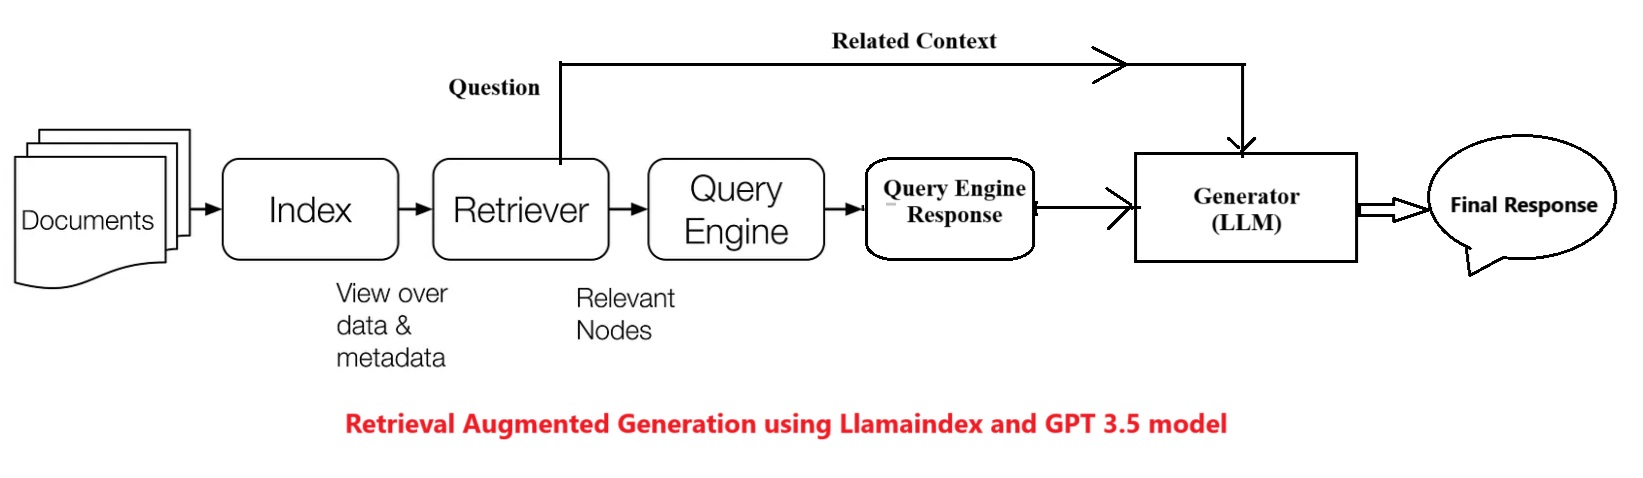 Related Context
Question
Documents
Index
Retriever
Query
Engine
Query Engine
Response
Generator
(LLM)
Final Response
View over
data &
metadata
Relevant
Nodes
Retrieval Augmented Generation using Llamaindex and GPT 3.5 model